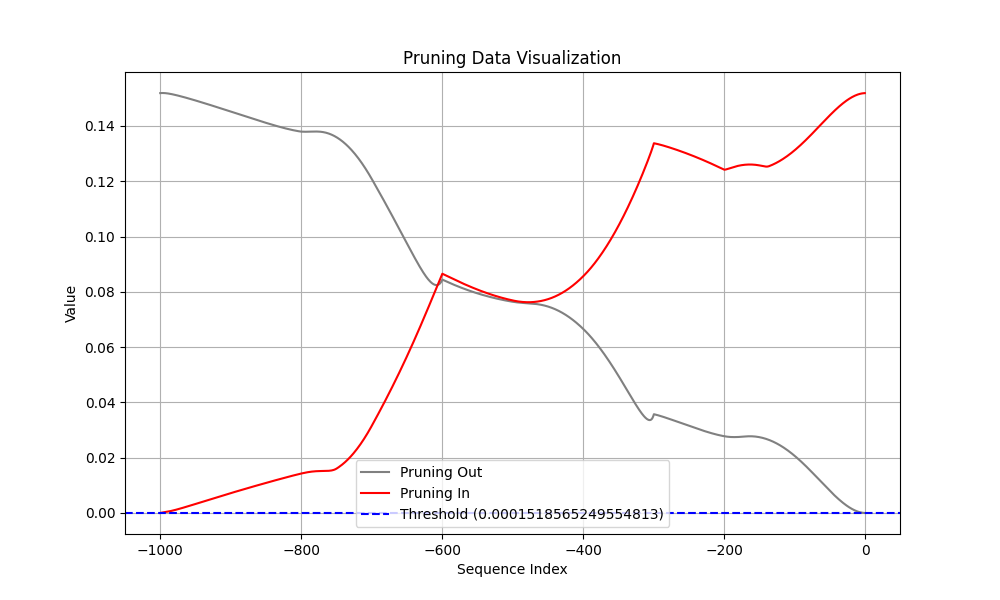 Pruning Data Visualization
Value
0.14
0.12
0.10
0.08
0.06
0.04
0.02
0.00
Pruning Out
Pruning In
Threshold (0.0001518565249554813)
−1000 −800 −600 −400 −200 0
Sequence Index